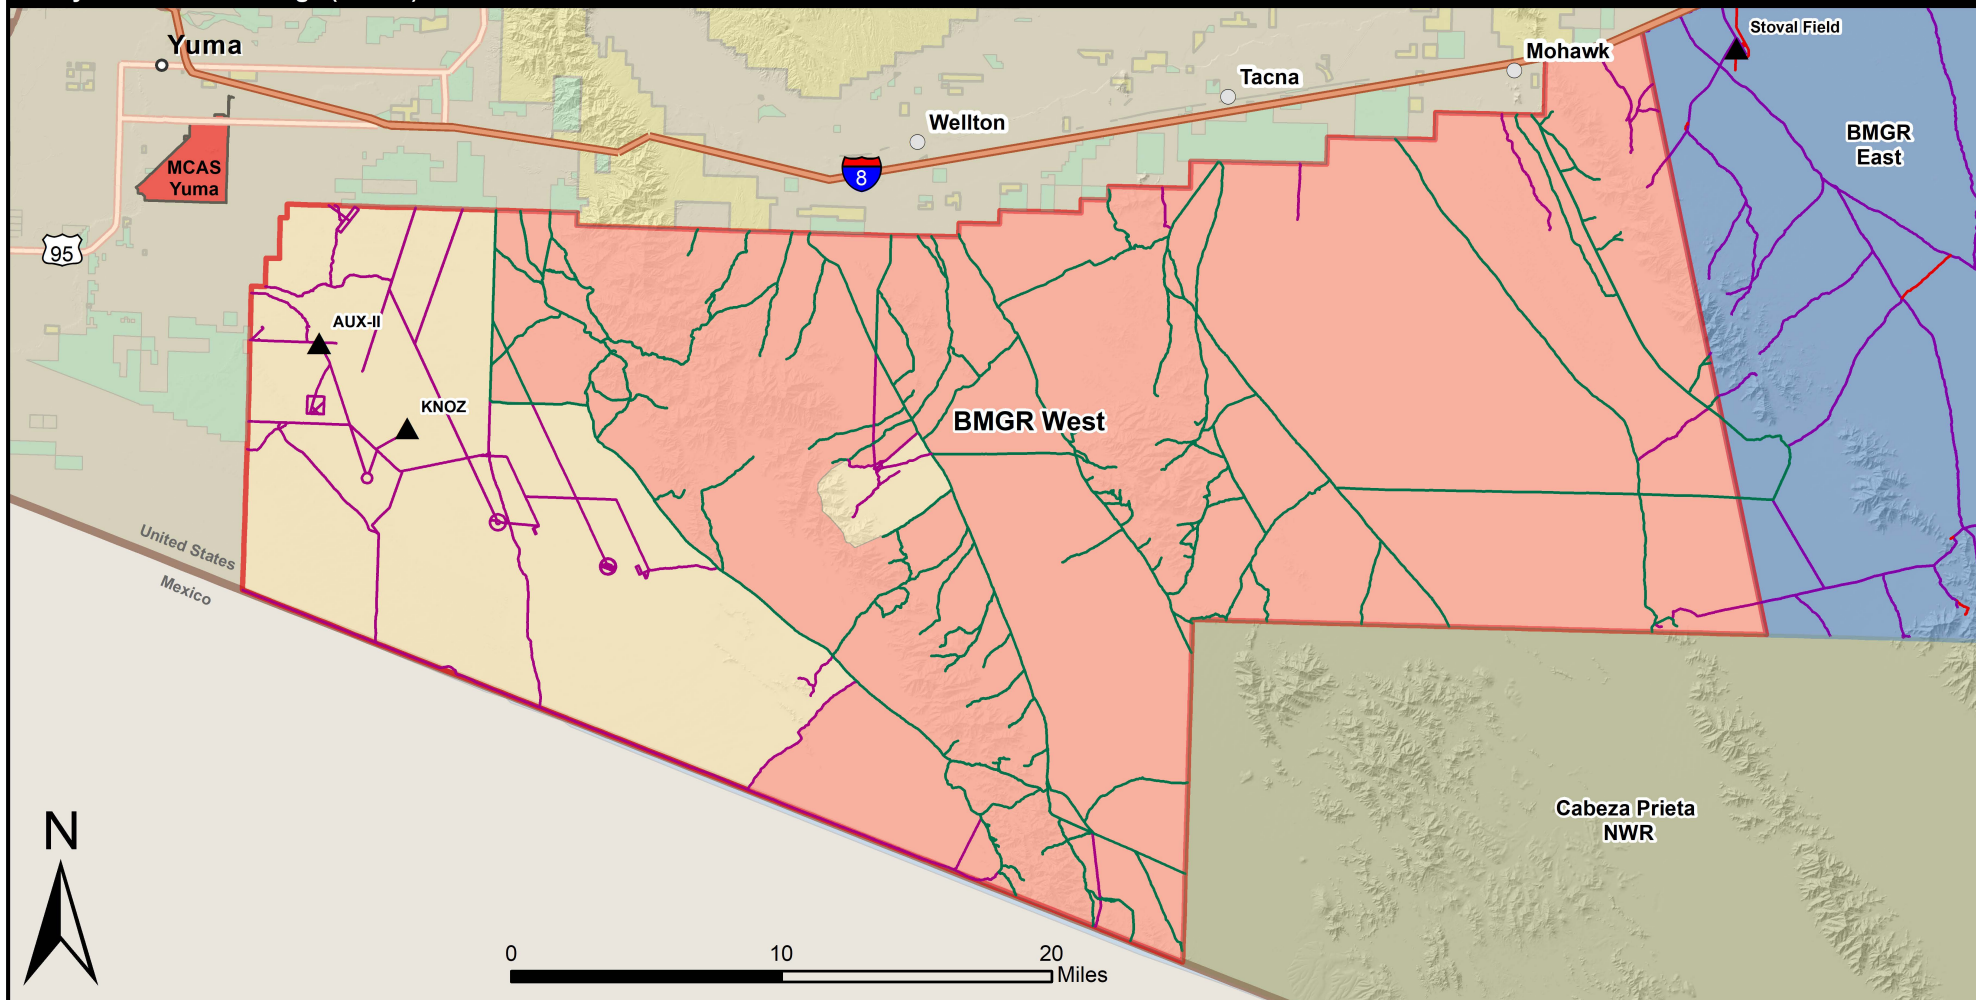 Yuma
Stoval Field
Mohawk
Tacna
Wellton
BMGR
East
MCAS
Yuma
8
95
AUX-II
KNOZ
BMGR West
United States
Mexico
Cabeza Prieta
NWR
N
0 10 20
Miles